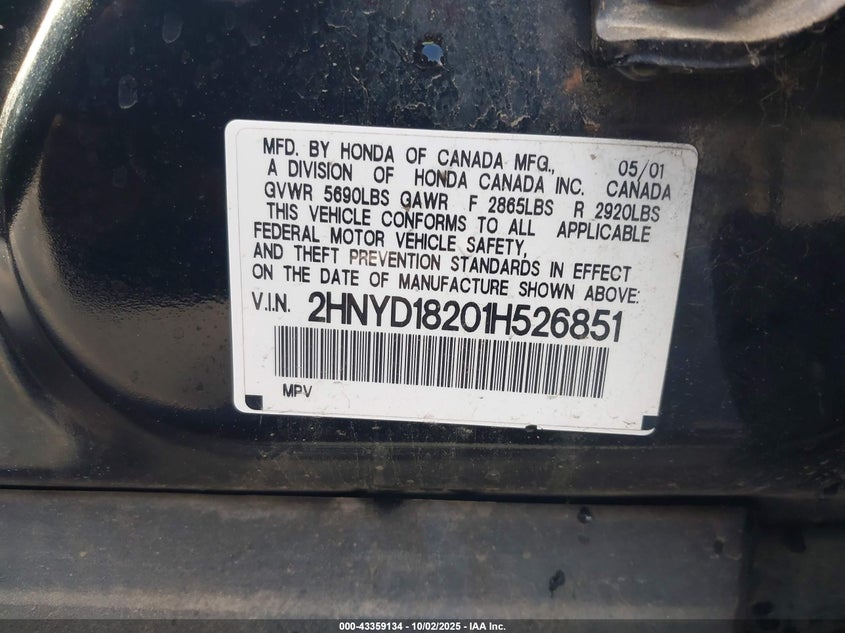 MFD. BY HONDA OF CANADA MFG., 05/01
A DIVISION OF HONDA CANADA INC. CANADA
GVWR 5690LBS GAWR F 2865LBS R 2920LBS
THIS VEHICLE CONFORMS TO ALL APPLICABLE
FEDERAL MOTOR VEHICLE SAFETY,
AND THEFT PREVENTION STANDARDS IN EFFECT
ON THE DATE OF MANUFACTURE SHOWN ABOVE:
V.I.N. 2HNYD18201H526851
MPV
000-43359134 - 10/02/2025 - IAA Inc.